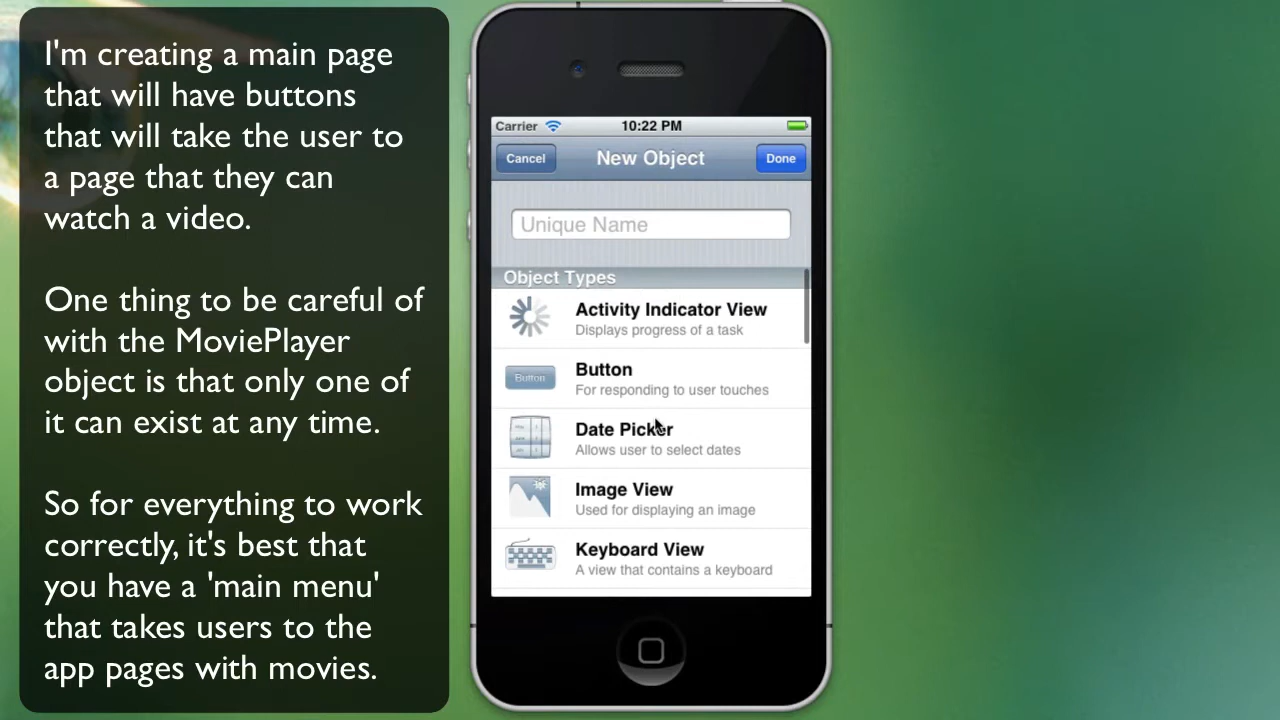 I'm creating a main page
that will have buttons
that will take the user to
a page that they can
watch a video.
One thing to be careful of
with the MoviePlayer
object is that only one of
it can exist at any time.
So for everything to work
correctly, it's best that
you have a 'main menu'
that takes users to the
app pages with movies.
Carrier 10:22 PM
Cancel New Object Done
Unique Name
Object Types
Activity Indicator View
Displays progress of a task
Button
Button
For responding to user touches
Date Picker
Allows user to select dates
Image View
Used for displaying an image
Keyboard View
A view that contains a keyboard